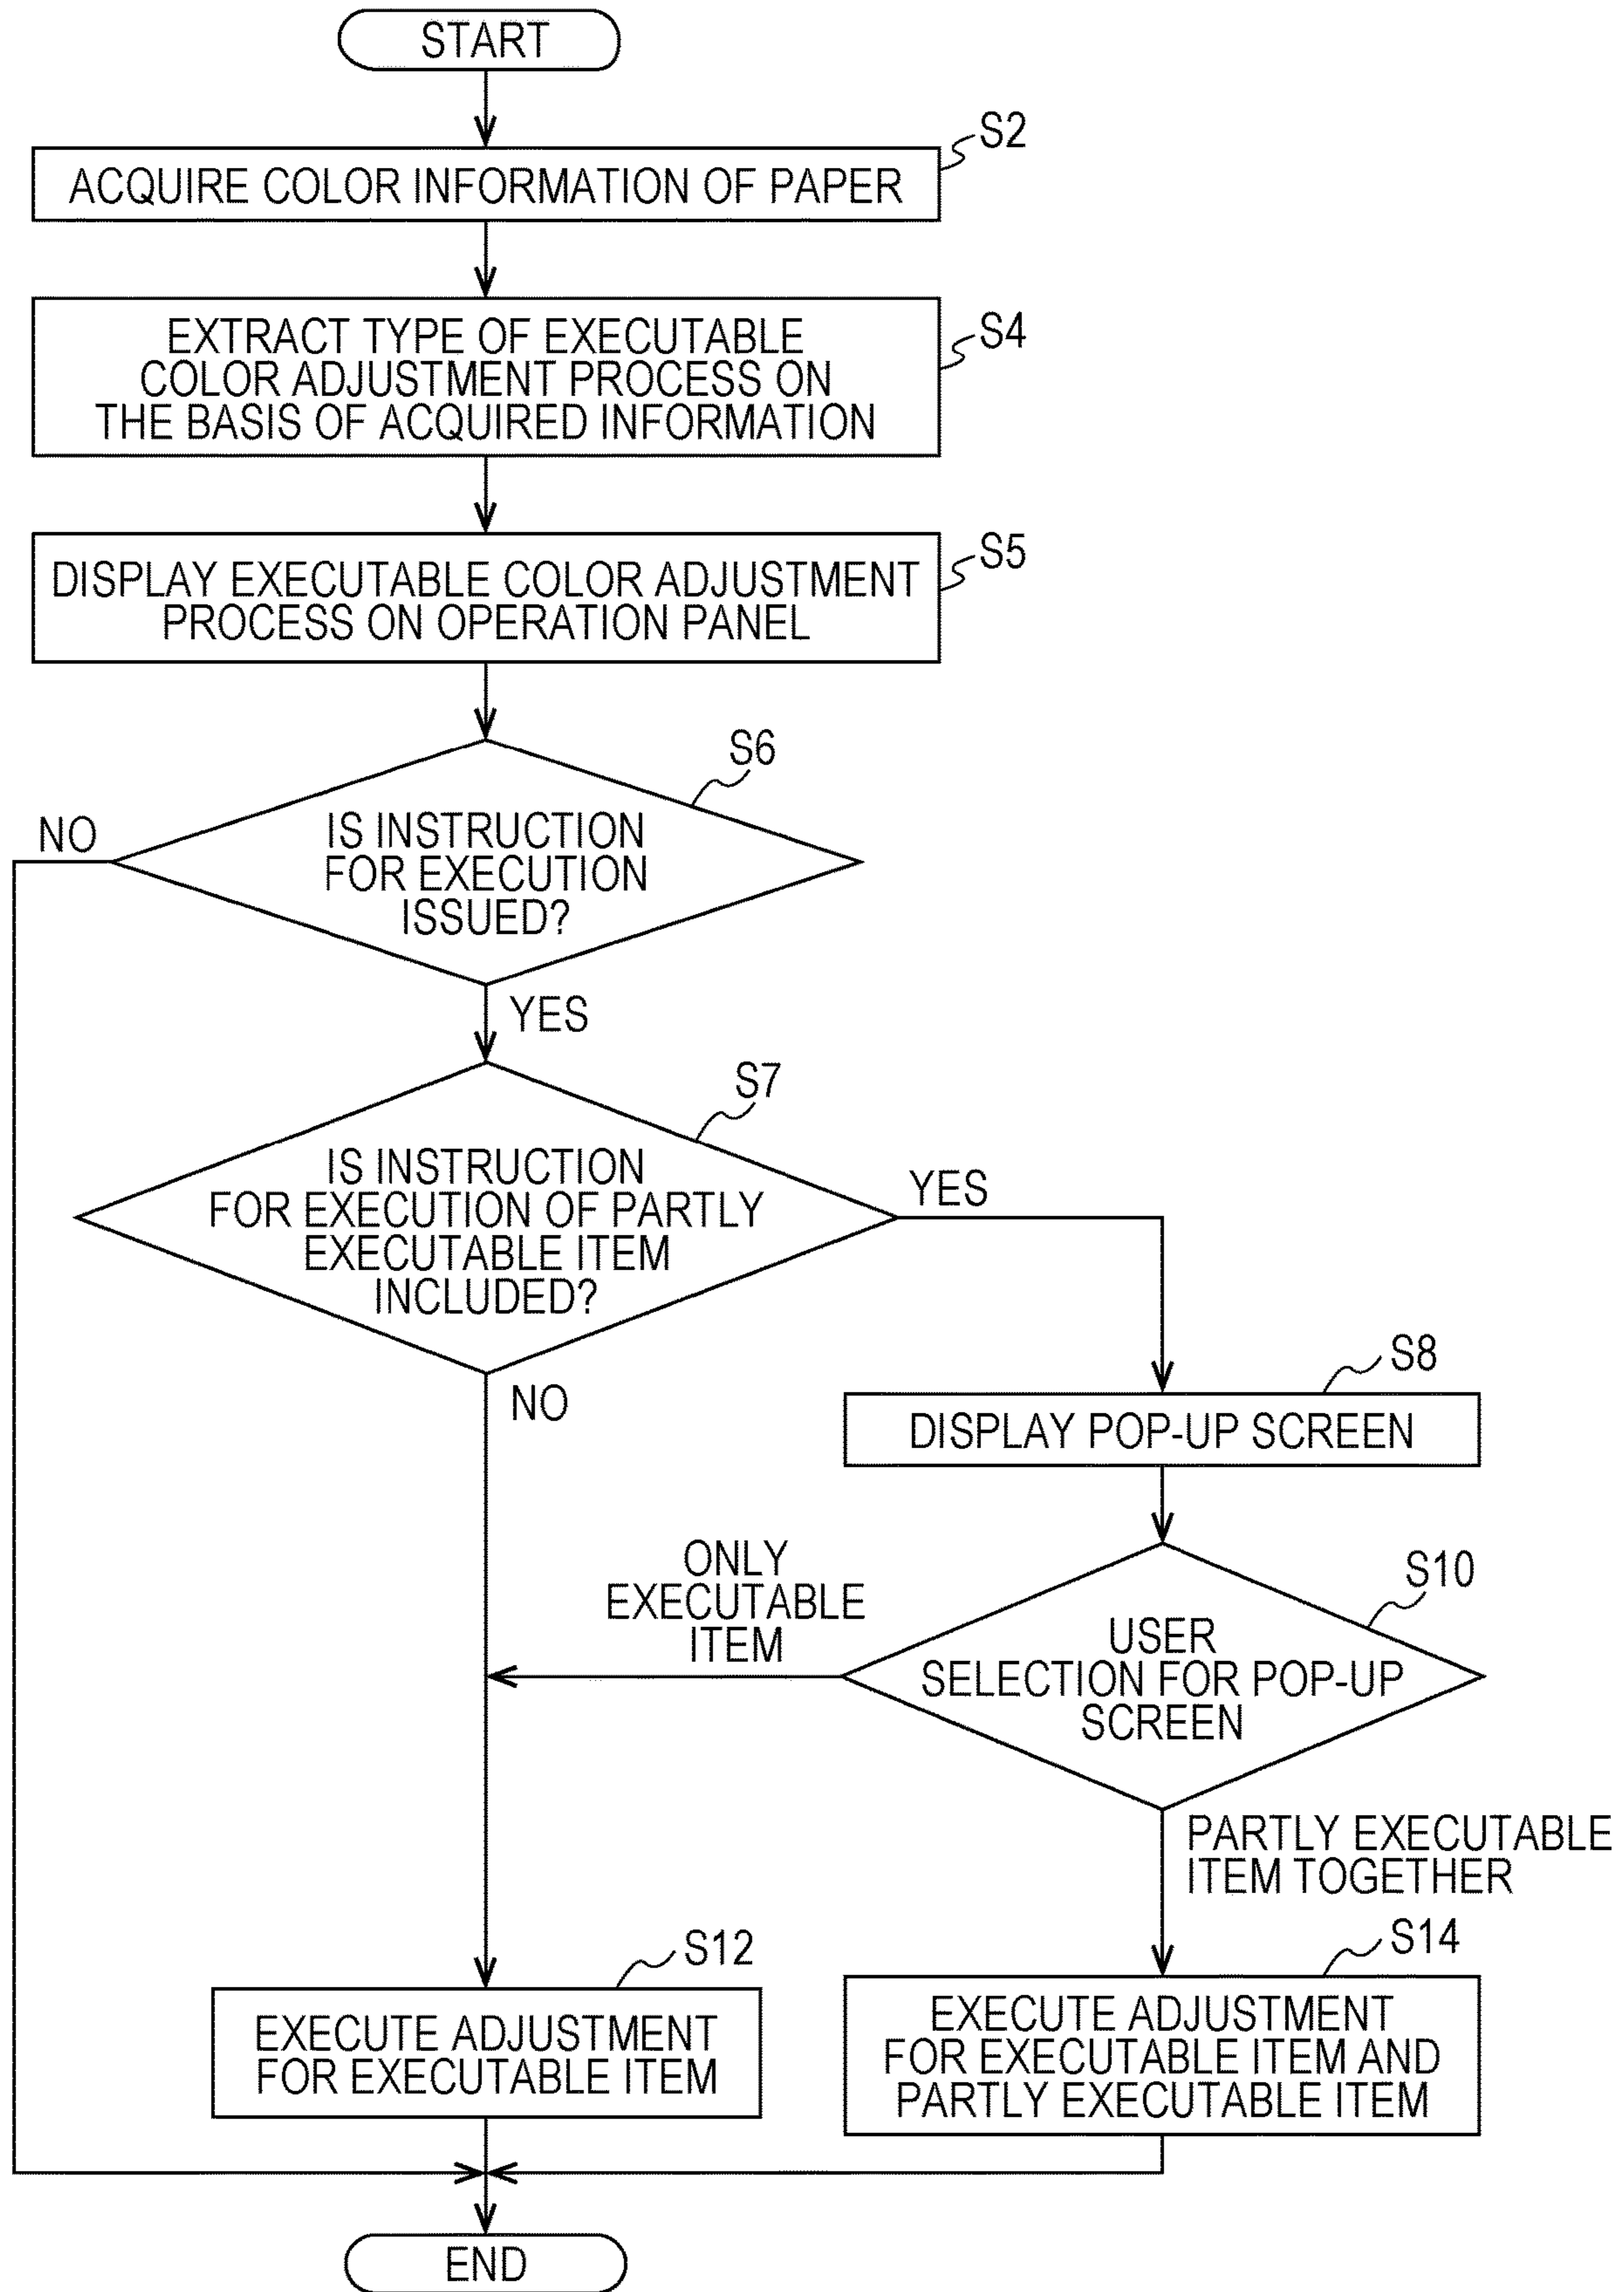 START
S2
ACQUIRE COLOR INFORMATION OF PAPER
S4
EXTRACT TYPE OF EXECUTABLE
COLOR ADJUSTMENT PROCESS ON
THE BASIS OF ACQUIRED INFORMATION
S5
DISPLAY EXECUTABLE COLOR ADJUSTMENT
PROCESS ON OPERATION PANEL
S6
NO
IS INSTRUCTION
FOR EXECUTION
ISSUED?
YES
S7
IS INSTRUCTION
FOR EXECUTION OF PARTLY
EXECUTABLE ITEM
INCLUDED?
YES
NO
S8
DISPLAY POP-UP SCREEN
ONLY
EXECUTABLE
ITEM
S10
USER
SELECTION FOR POP-UP
SCREEN
PARTLY EXECUTABLE
ITEM TOGETHER
S12
EXECUTE ADJUSTMENT
FOR EXECUTABLE ITEM
S14
EXECUTE ADJUSTMENT
FOR EXECUTABLE ITEM AND
PARTLY EXECUTABLE ITEM
END